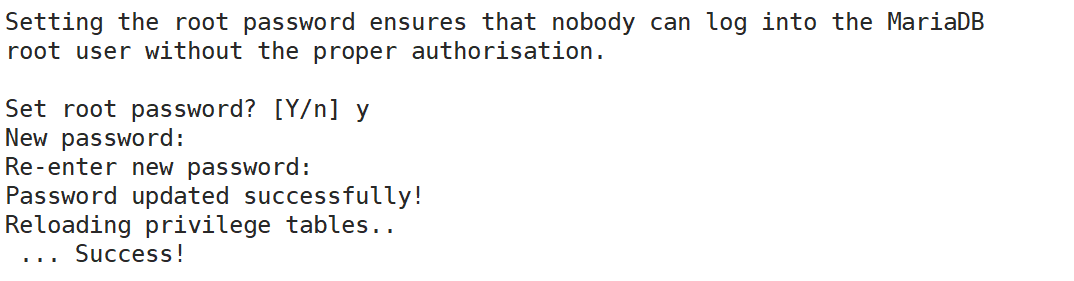 Setting the root password ensures that nobody can log into the MariaDB
root user without the proper authorisation.
Set root password? [Y/n] y
New password:
Re-enter new password:
Password updated successfully!
Reloading privilege tables..
... Success!